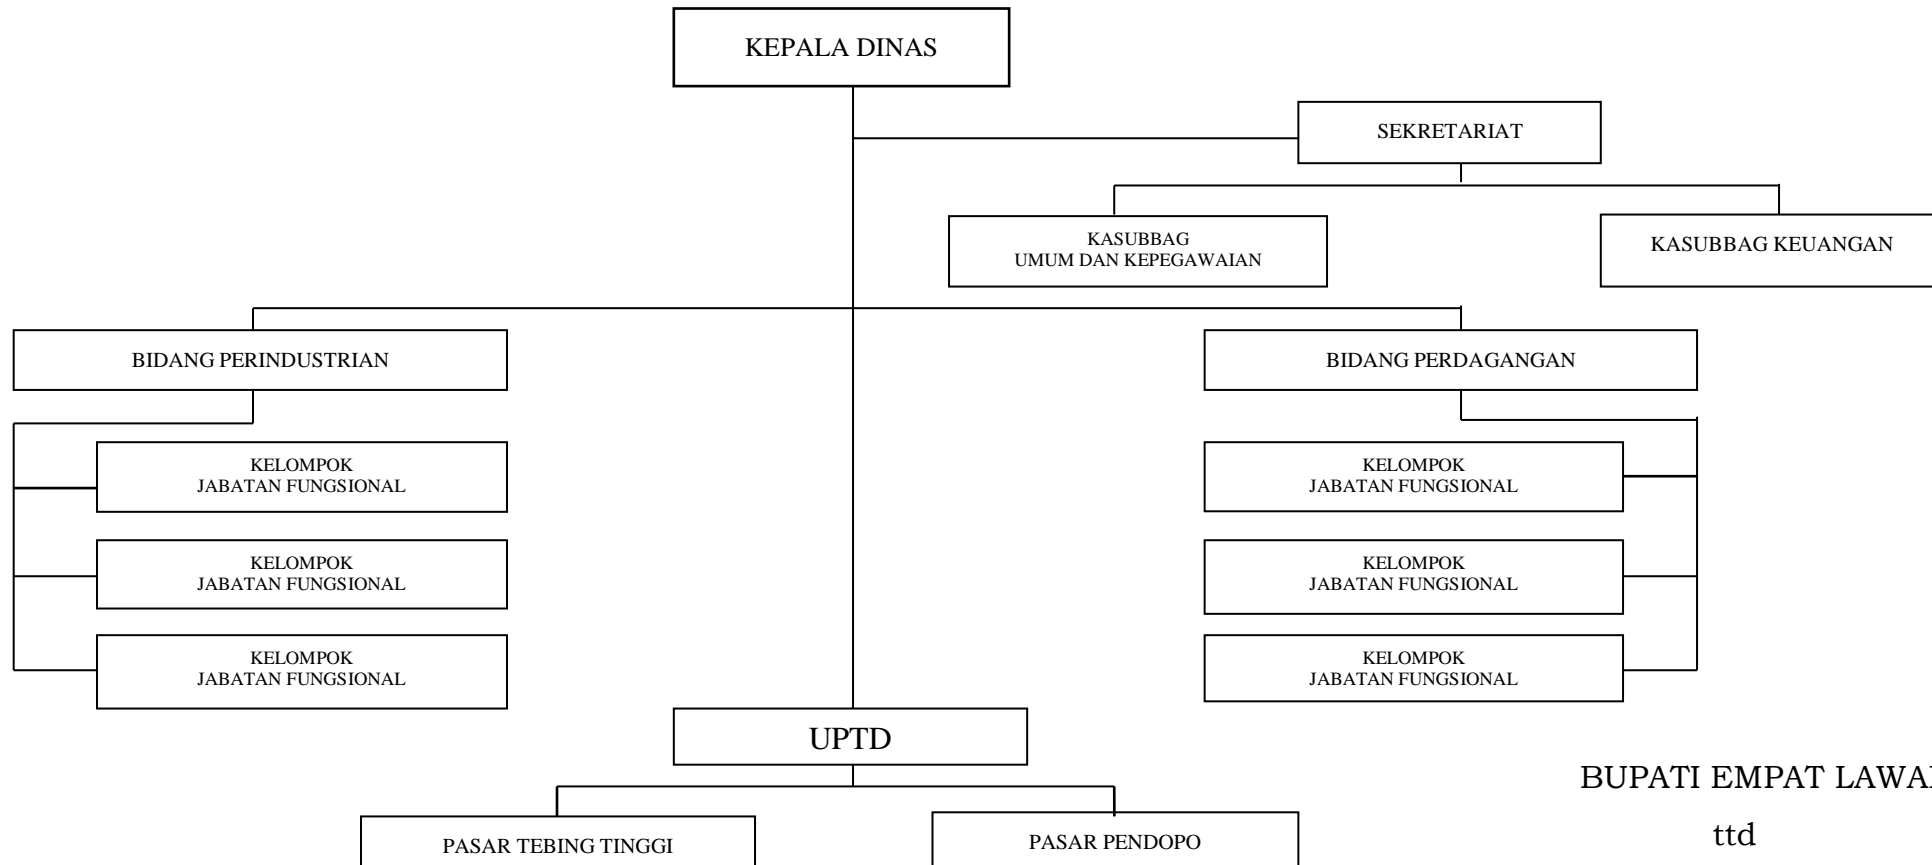 KEPALA DINAS
SEKRETARIAT
KASUBBAG
UMUM DAN KEPEGAWAIAN
KASUBBAG KEUANGAN
BIDANG PERINDUSTRIAN
BIDANG PERDAGANGAN
KELOMPOK
JABATAN FUNGSIONAL
KELOMPOK
JABATAN FUNGSIONAL
KELOMPOK
JABATAN FUNGSIONAL
KELOMPOK
JABATAN FUNGSIONAL
KELOMPOK
JABATAN FUNGSIONAL
KELOMPOK
JABATAN FUNGSIONAL
UPTD
PASAR TEBING TINGGI
PASAR PENDOPO
BUPATI EMPAT
ttd